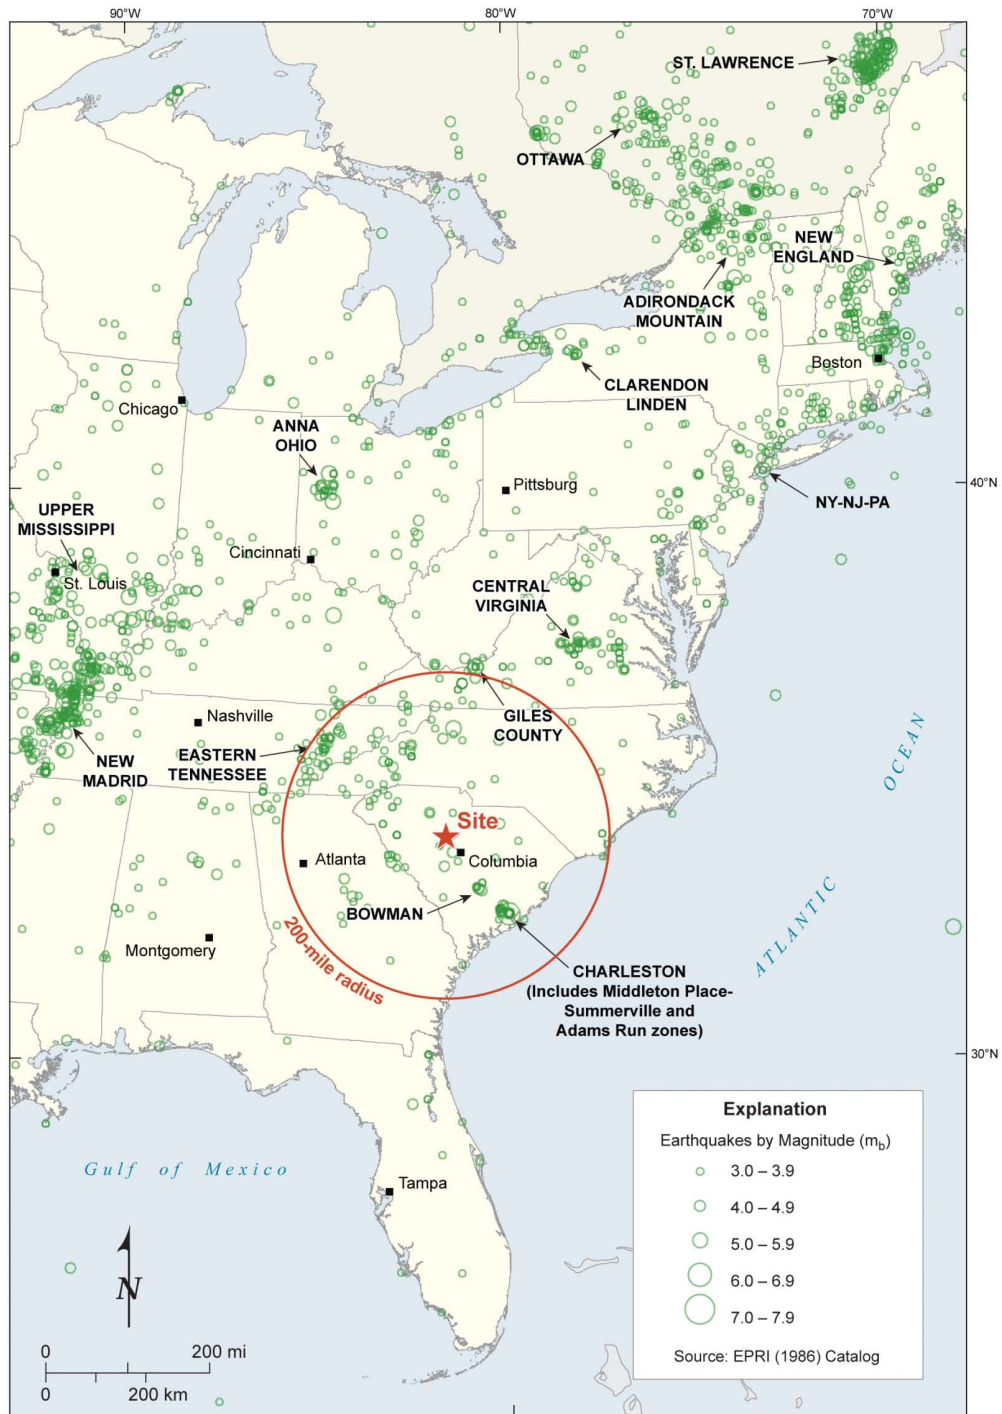 90°W
80°W
70°W
ST. LAWRENCE
OTTAWA
NEW
ENGLAND
ADIRONDACK
MOUNTAIN
Boston
CLARENDON
LINDEN
Chicago
ANNA
OHIO
Pittsburg
40°N
NY-NJ-PA
UPPER
MISSISSIPPI
Cincinnati
St. Louis
CENTRAL
VIRGINIA
Nashville
GILES
COUNTY
EASTERN
TENNESSEE
NEW
MADRID
OCEAN
ATLANTIC
Site
Atlanta
Columbia
BOWMAN
200-mile radius
Montgomery
CHARLESTON
(Includes Middleton Place-
Summerville and
Adams Run zones)
30°N
Gulf of Mexico
Tampa
N
0 200 mi
0 200 km
Explanation
Earthquakes by Magnitude (mb)
3.0 – 3.9
4.0 – 4.9
5.0 – 5.9
6.0 – 6.9
7.0 – 7.9
Source: EPRI (1986) Catalog